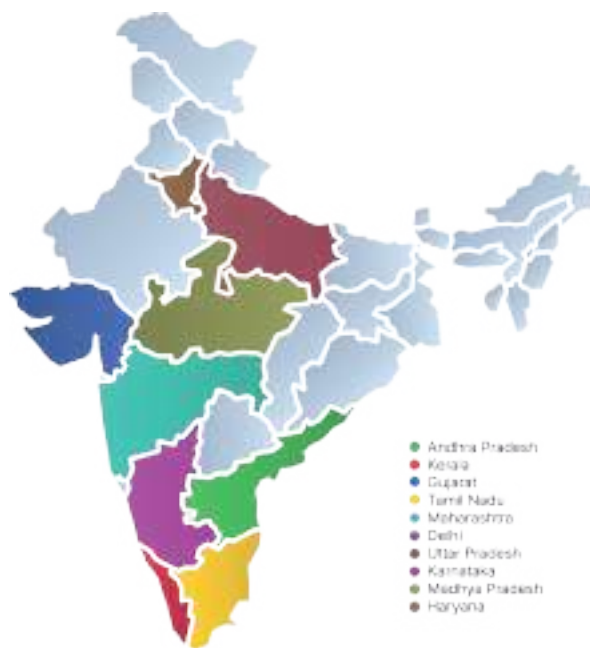 Andhra Pradesh
Kerala
Gujarat
Tamil Nadu
Maharashtra
Delhi
Uttar Pradesh
Karnataka
Madhya Pradesh
Haryana